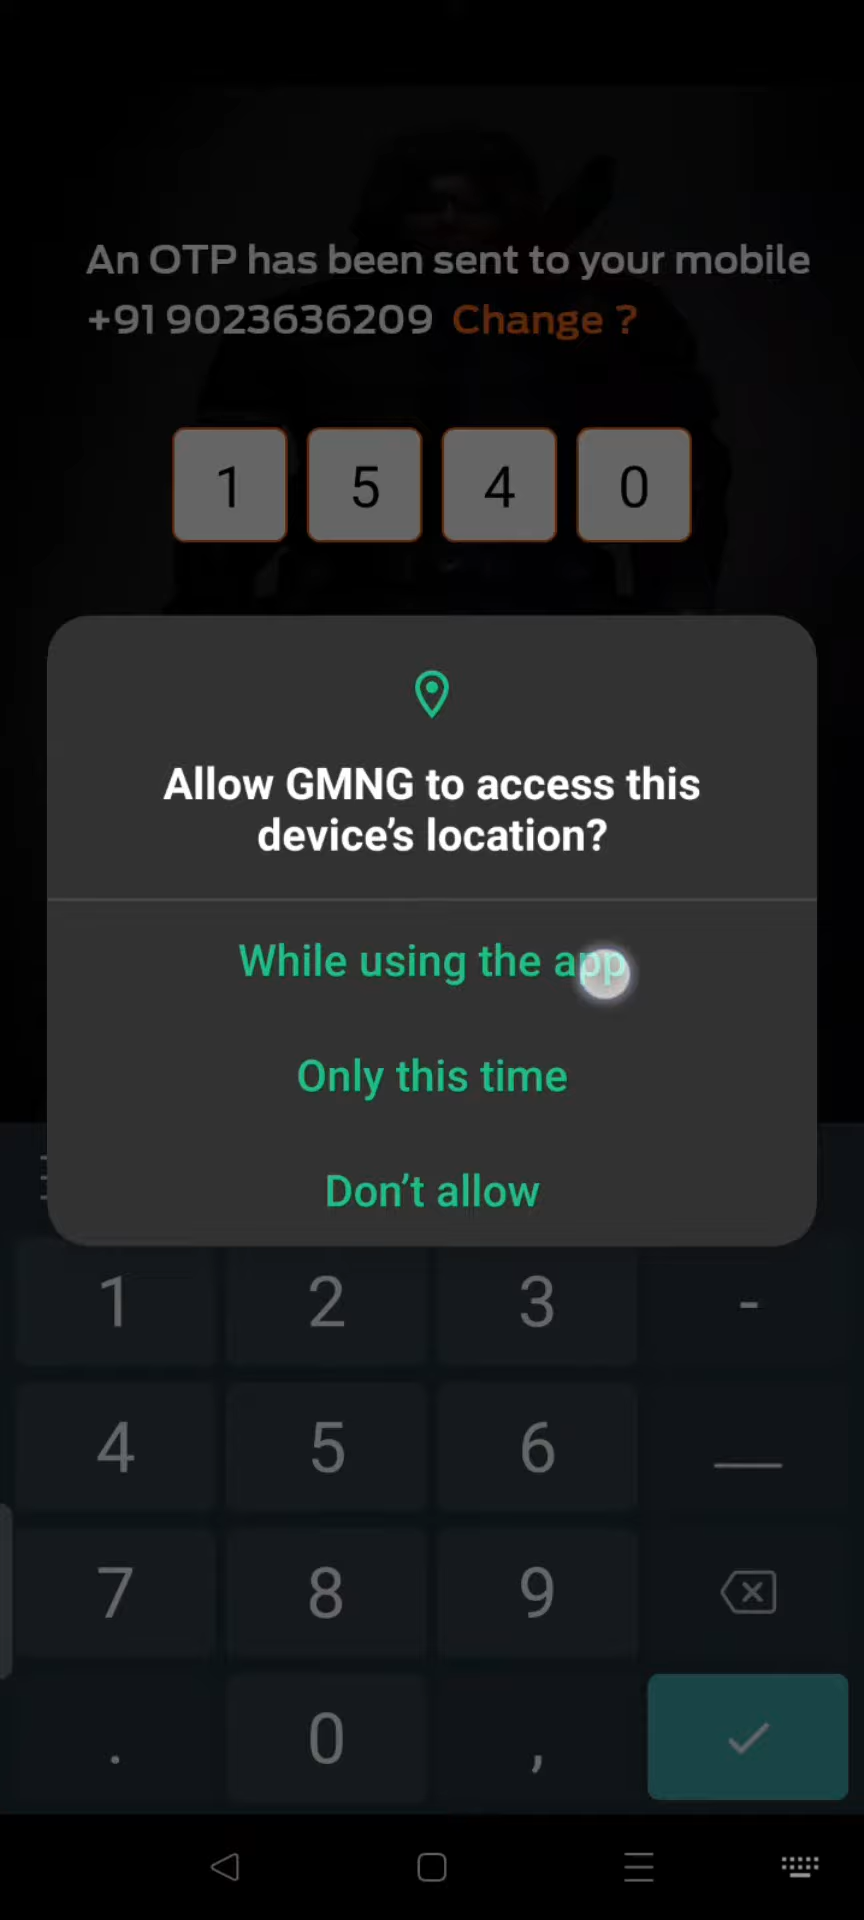 An OTP has been sent to your mobile
+91 9023636209 Change ?
1 5 4 0
Allow GMNG to access this
device’s location?
While using the app
Only this time
Don’t allow
1 2 3 -
4 5 6
7 8 9
. 0 ,